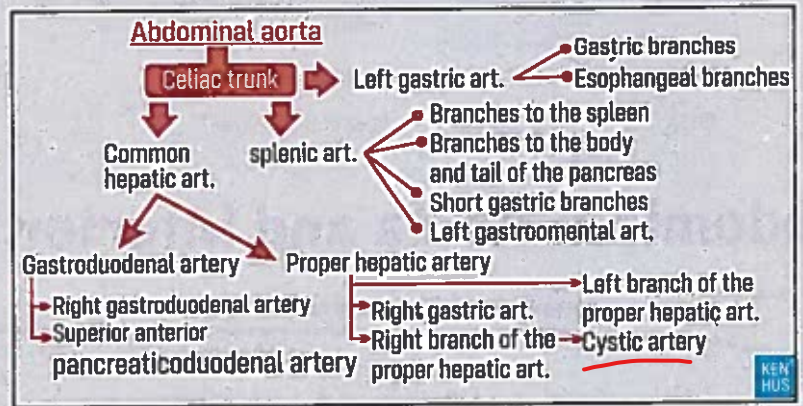 Abdominal aorta
Celiac trunk
Left gastric art.
Gastric branches
Esophangeal branches
Common
hepatic art.
splenic art.
Branches to the spleen
Branches to the body
and tail of the pancreas
Short gastric branches
Left gastroomental art.
Gastroduodenal artery
Right gastroduodenal artery
Superior anterior
pancreaticoduodenal artery
Proper hepatic artery
Left branch of the
proper hepatic art.
Right gastric art.
Right branch of the
proper hepatic art.
Cystic artery
KEN
HUS